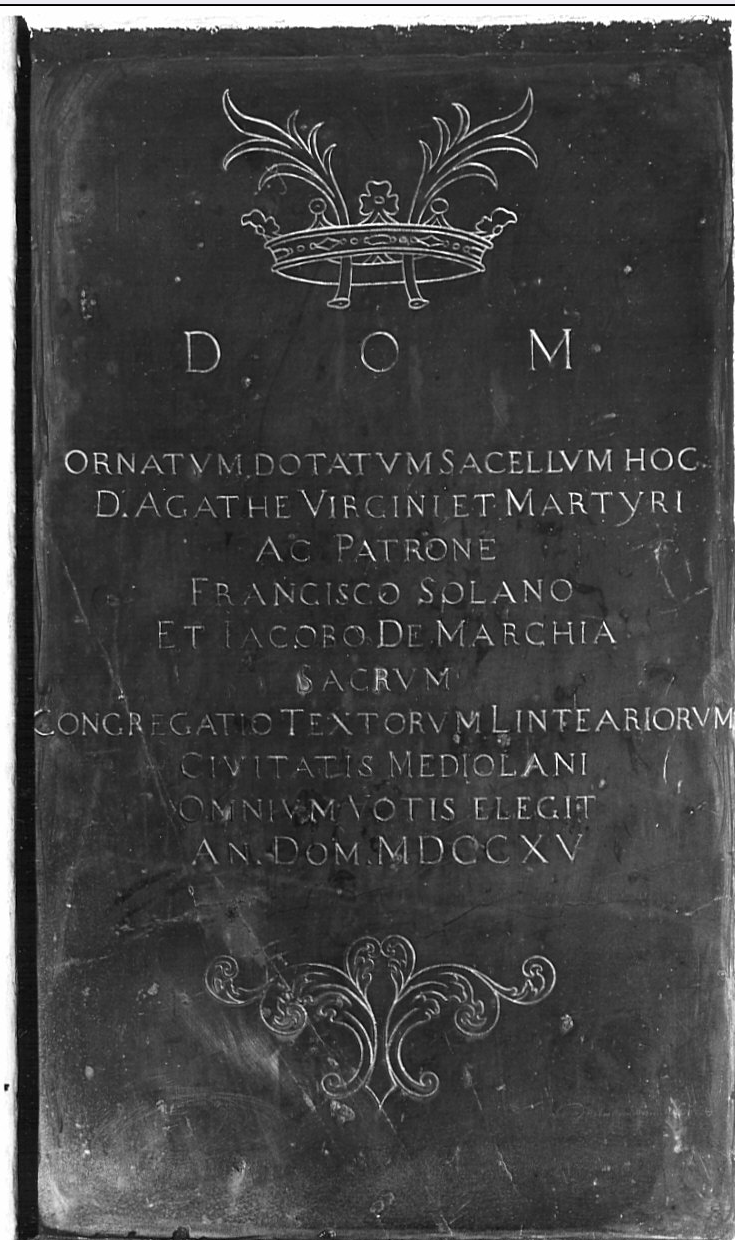 D O M
ORNATVM DOTATVM SACELLVM HOC
D. AGATHE VIRGINI ET MARTYRI
AC PATRONE
FRANCISCO SOLANO
ET IACOBO DE MARCHIA
SACRVM
CONGREGATIO TEXTORVM LINTEARIORVM
CIVITATIS MEDIOLANI
OMNIVM VOTIS ELEGIT
AN. DOM. MDCCXV